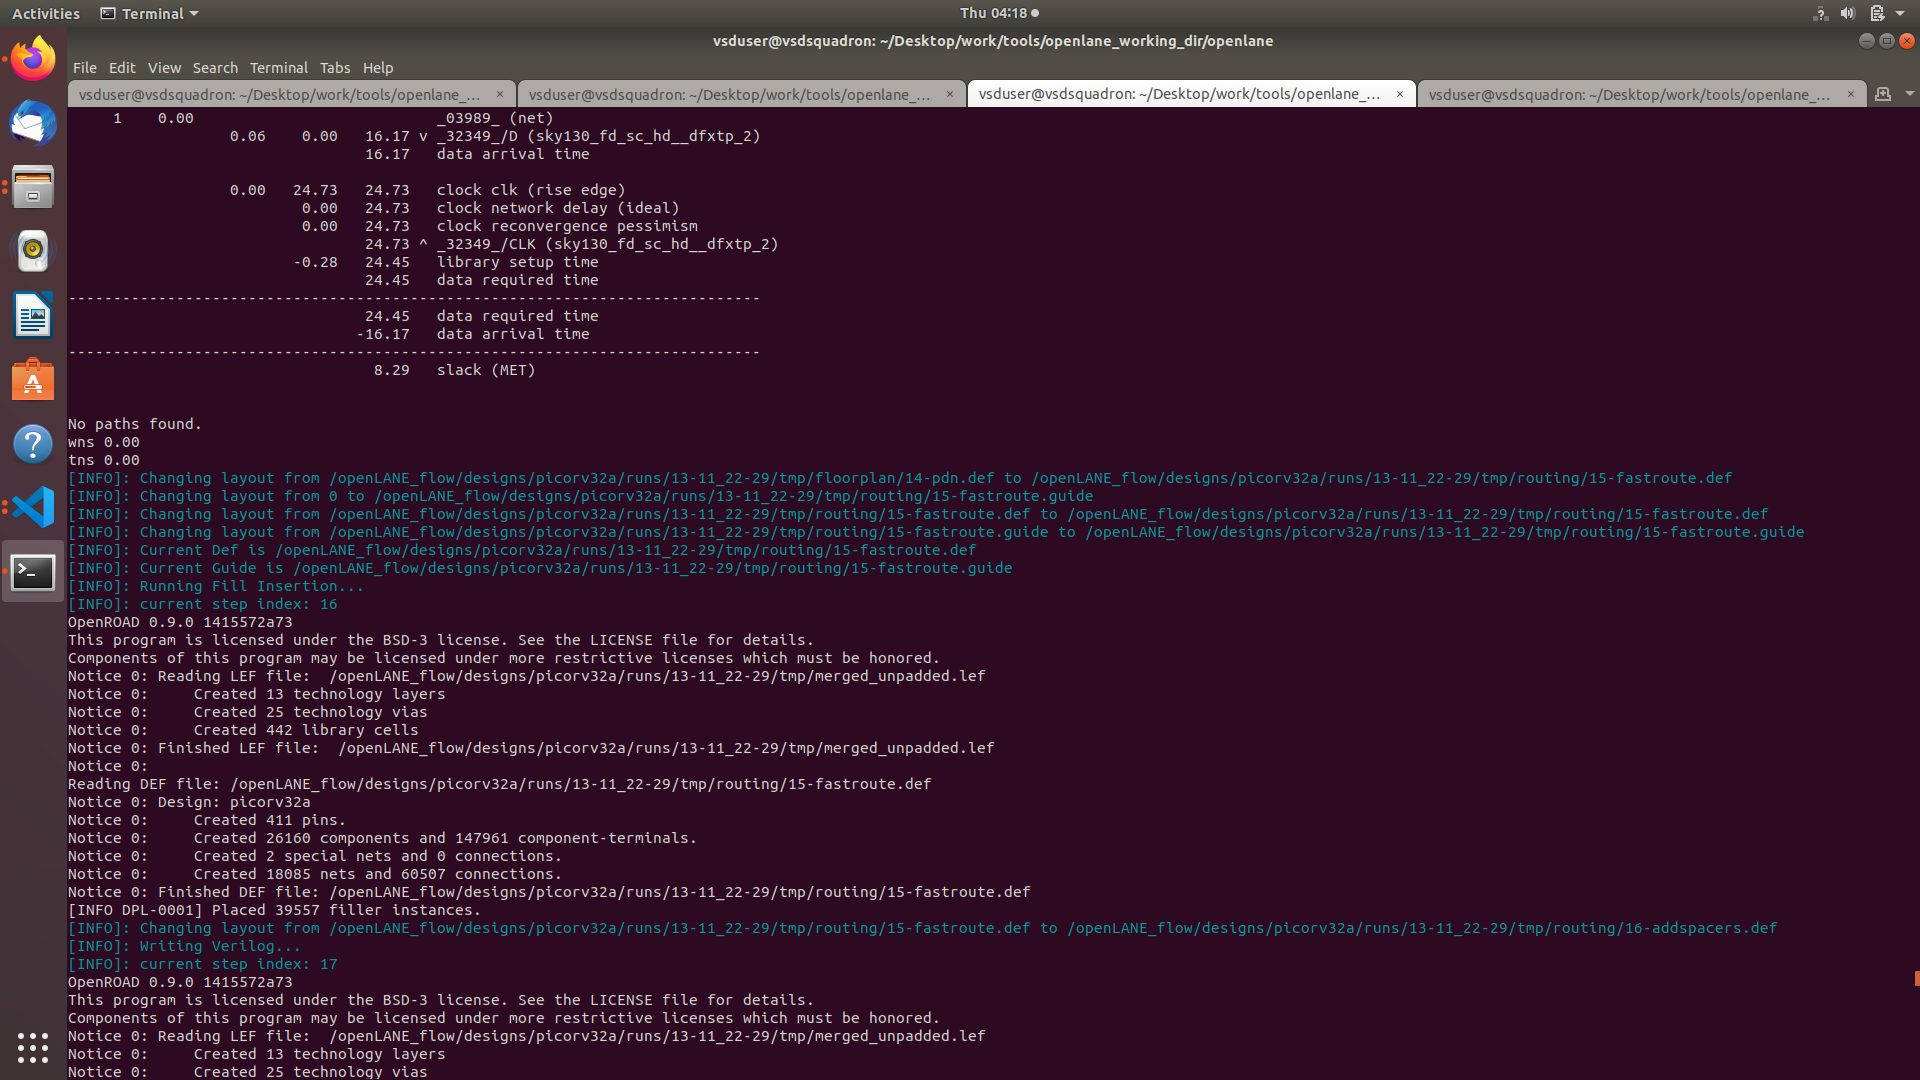 Activities
Terminal
Thu 04:18
vsduser@vsdsquadron: ~/Desktop/work/tools/openlane_working_dir/openlane
File Edit View Search Terminal Tabs Help
vsduser@vsdsquadron: ~/Desktop/work/tools/openlane_...
vsduser@vsdsquadron: ~/Desktop/work/tools/openlane_...
vsduser@vsdsquadron: ~/Desktop/work/tools/openlane_...
vsduser@vsdsquadron: ~/Desktop/work/tools/openlane_...
     1    0.00                           _03989_ (net)
                  0.06    0.00   16.17 v _32349_/D (sky130_fd_sc_hd__dfxtp_2)
                                 16.17   data arrival time
                  0.00   24.73   24.73   clock clk (rise edge)
                          0.00   24.73   clock network delay (ideal)
                          0.00   24.73   clock reconvergence pessimism
                                 24.73 ^ _32349_/CLK (sky130_fd_sc_hd__dfxtp_2)
                         -0.28   24.45   library setup time
                                 24.45   data required time
-----------------------------------------------------------------------------
                                 24.45   data required time
                                -16.17   data arrival time
-----------------------------------------------------------------------------
                                  8.29   slack (MET)
No paths found.
wns 0.00
tns 0.00
[INFO]: Changing layout from /openLANE_flow/designs/picorv32a/runs/13-11_22-29/tmp/floorplan/14-pdn.def to /openLANE_flow/designs/picorv32a/runs/13-11_22-29/tmp/routing/15-fastroute.def
[INFO]: Changing layout from 0 to /openLANE_flow/designs/picorv32a/runs/13-11_22-29/tmp/routing/15-fastroute.guide
[INFO]: Changing layout from /openLANE_flow/designs/picorv32a/runs/13-11_22-29/tmp/routing/15-fastroute.def to /openLANE_flow/designs/picorv32a/runs/13-11_22-29/tmp/routing/15-fastroute.def
[INFO]: Changing layout from /openLANE_flow/designs/picorv32a/runs/13-11_22-29/tmp/routing/15-fastroute.guide to /openLANE_flow/designs/picorv32a/runs/13-11_22-29/tmp/routing/15-fastroute.guide
[INFO]: Current Def is /openLANE_flow/designs/picorv32a/runs/13-11_22-29/tmp/routing/15-fastroute.def
[INFO]: Current Guide is /openLANE_flow/designs/picorv32a/runs/13-11_22-29/tmp/routing/15-fastroute.guide
[INFO]: Running Fill Insertion...
[INFO]: current step index: 16
OpenROAD 0.9.0 1415572a73
This program is licensed under the BSD-3 license. See the LICENSE file for details.
Components of this program may be licensed under more restrictive licenses which must be honored.
Notice 0: Reading LEF file:  /openLANE_flow/designs/picorv32a/runs/13-11_22-29/tmp/merged_unpadded.lef
Notice 0:     Created 13 technology layers
Notice 0:     Created 25 technology vias
Notice 0:     Created 442 library cells
Notice 0: Finished LEF file:  /openLANE_flow/designs/picorv32a/runs/13-11_22-29/tmp/merged_unpadded.lef
Notice 0:
Reading DEF file: /openLANE_flow/designs/picorv32a/runs/13-11_22-29/tmp/routing/15-fastroute.def
Notice 0: Design: picorv32a
Notice 0:     Created 411 pins.
Notice 0:     Created 26160 components and 147961 component-terminals.
Notice 0:     Created 2 special nets and 0 connections.
Notice 0:     Created 18085 nets and 60507 connections.
Notice 0: Finished DEF file: /openLANE_flow/designs/picorv32a/runs/13-11_22-29/tmp/routing/15-fastroute.def
[INFO DPL-0001] Placed 39557 filler instances.
[INFO]: Changing layout from /openLANE_flow/designs/picorv32a/runs/13-11_22-29/tmp/routing/15-fastroute.def to /openLANE_flow/designs/picorv32a/runs/13-11_22-29/tmp/routing/16-addspacers.def
[INFO]: Writing Verilog...
[INFO]: current step index: 17
OpenROAD 0.9.0 1415572a73
This program is licensed under the BSD-3 license. See the LICENSE file for details.
Components of this program may be licensed under more restrictive licenses which must be honored.
Notice 0: Reading LEF file:  /openLANE_flow/designs/picorv32a/runs/13-11_22-29/tmp/merged_unpadded.lef
Notice 0:     Created 13 technology layers
Notice 0:     Created 25 technology vias